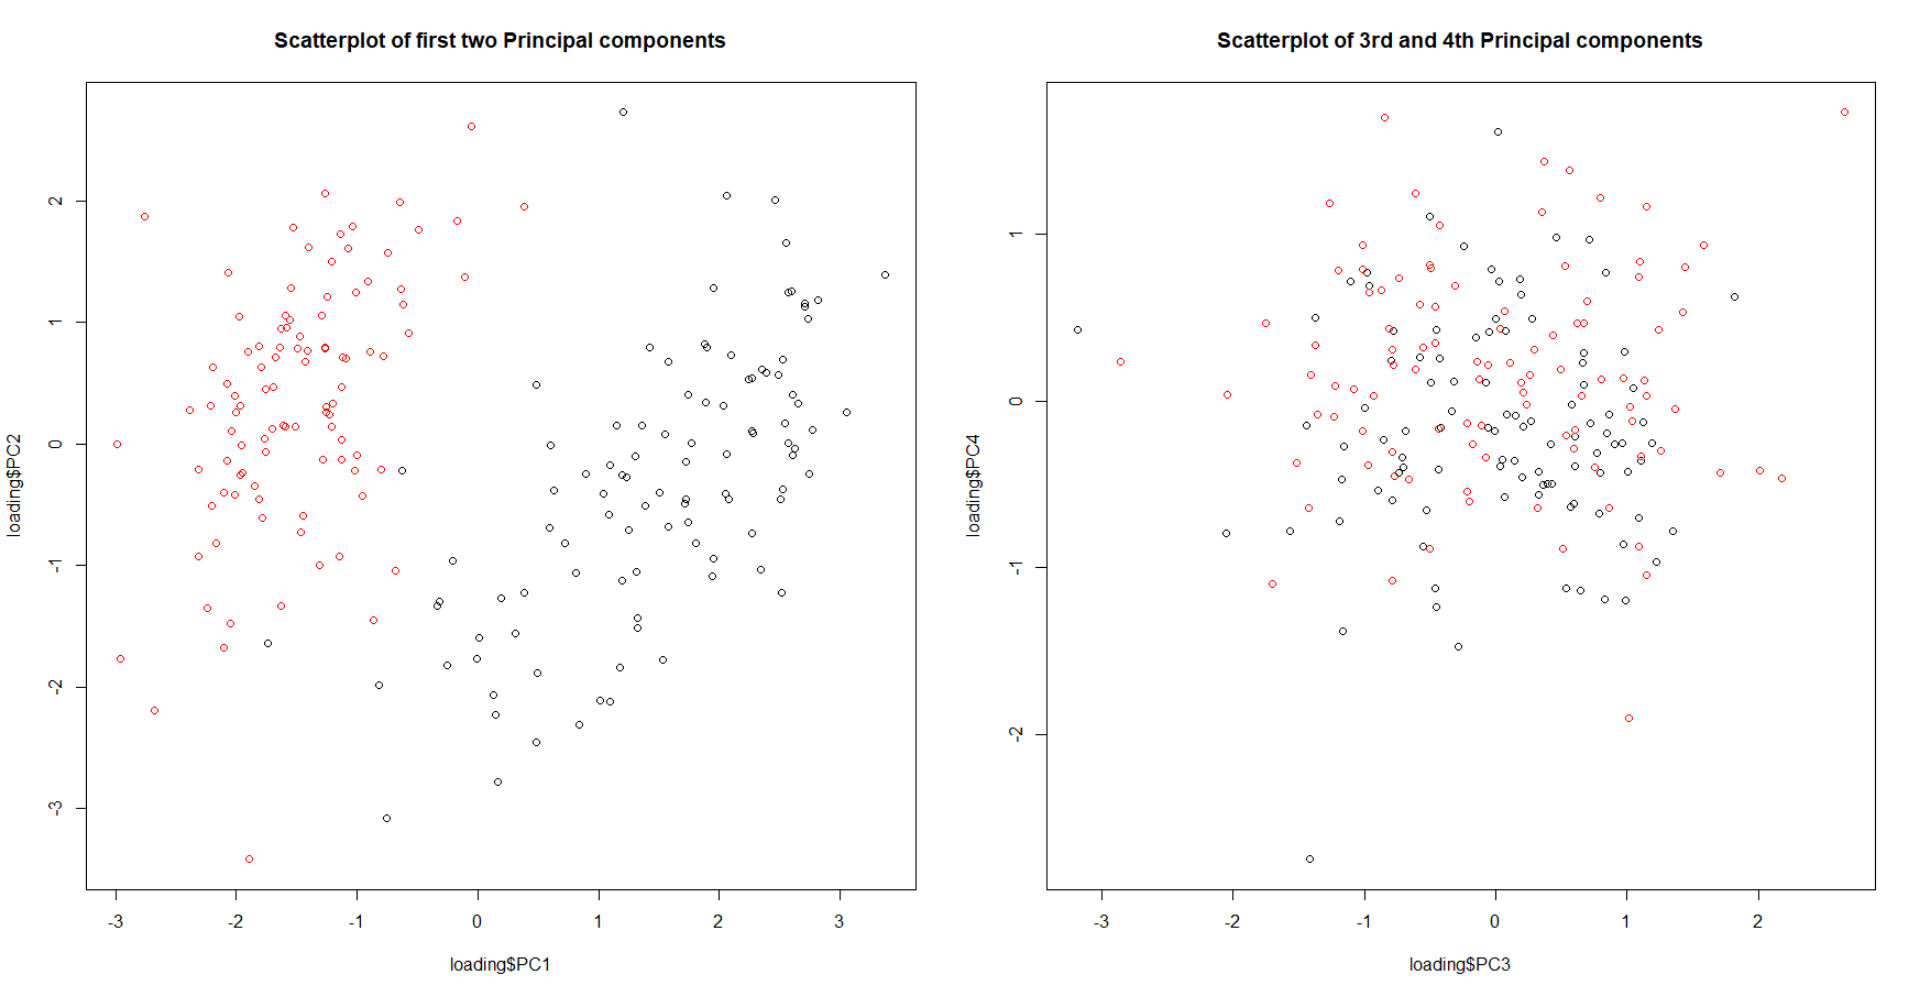 Scatterplot of first two Principal components
loading$PC2
2
1
0
-1
-2
-3
-3 -2 -1 0 1 2 3
loading$PC1
Scatterplot of 3rd and 4th Principal components
loading$PC4
1
0
-1
-2
-3 -2 -1 0 1 2
loading$PC3